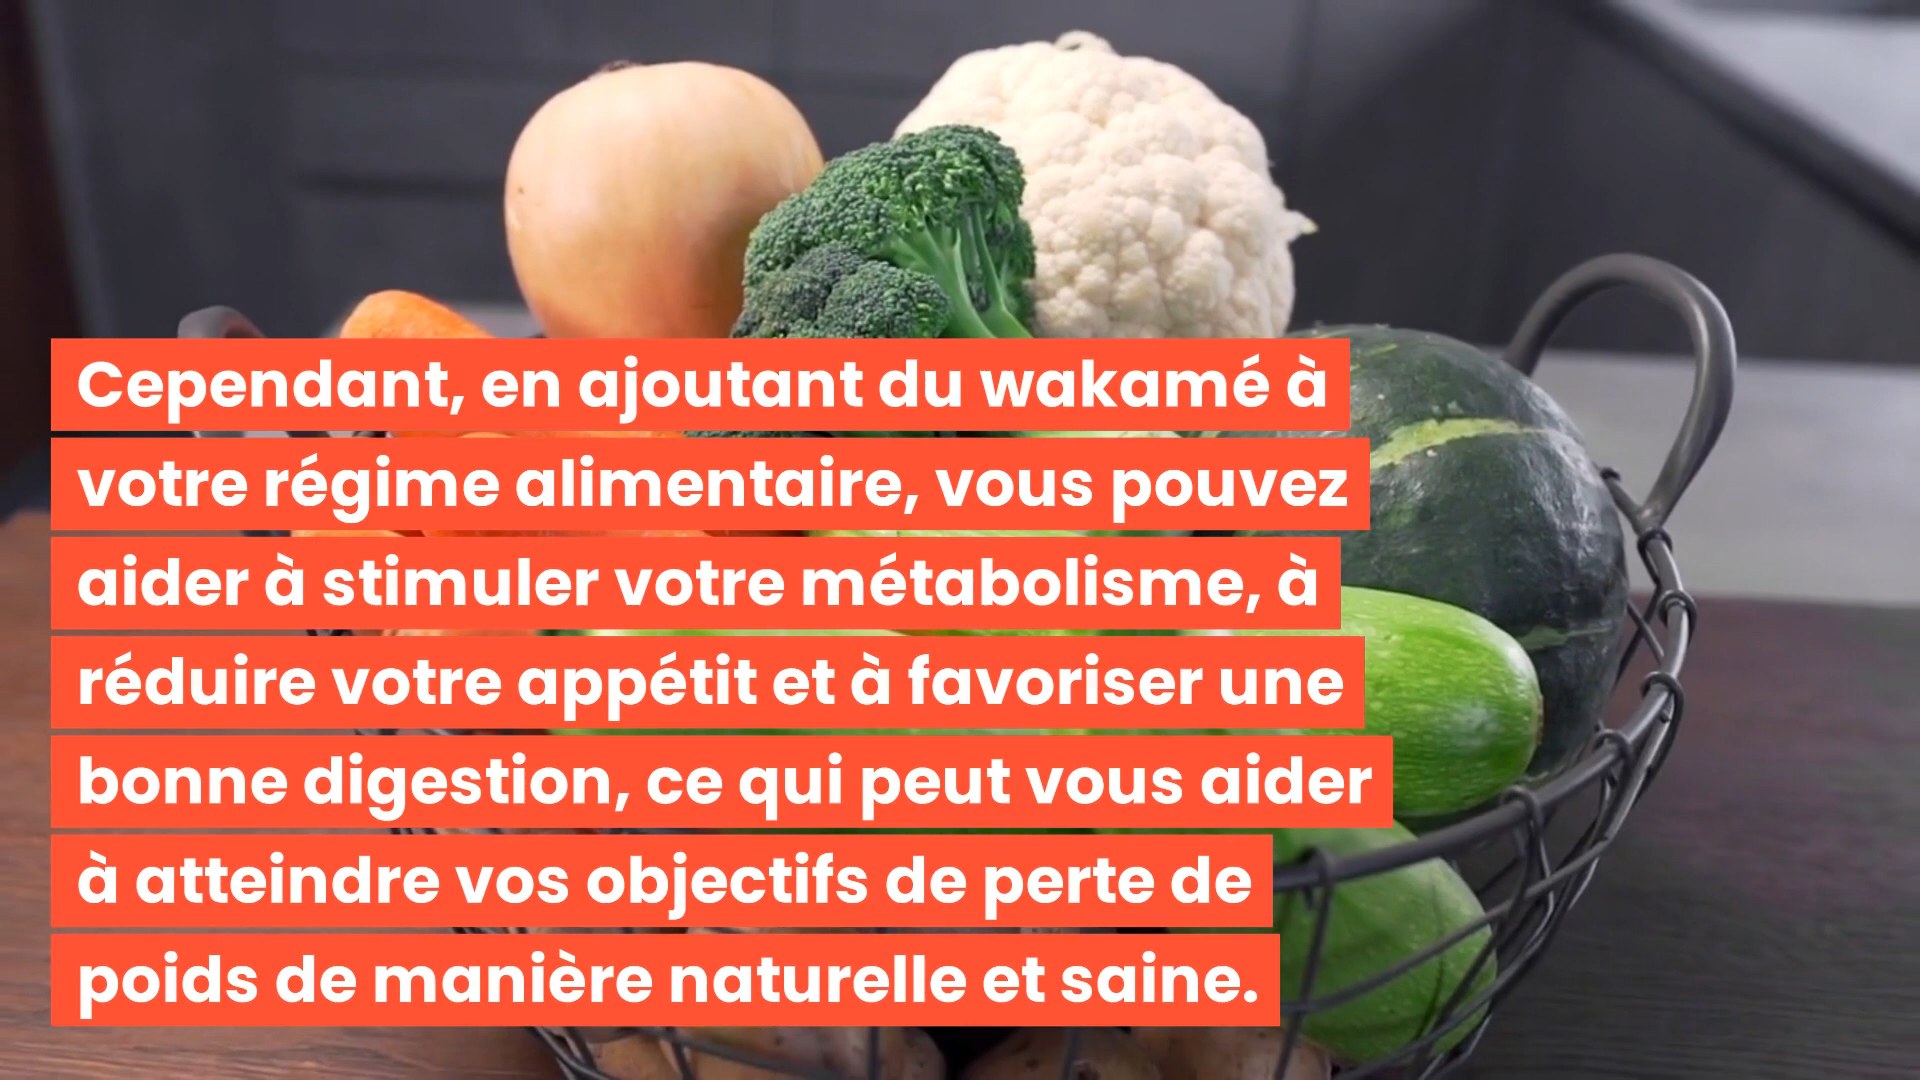 Cependant, en ajoutant du wakamé à
votre régime alimentaire, vous pouvez
aider à stimuler votre métabolisme, à
réduire votre appétit et à favoriser une
bonne digestion, ce qui peut vous aider
à atteindre vos objectifs de perte de
poids de manière naturelle et saine.